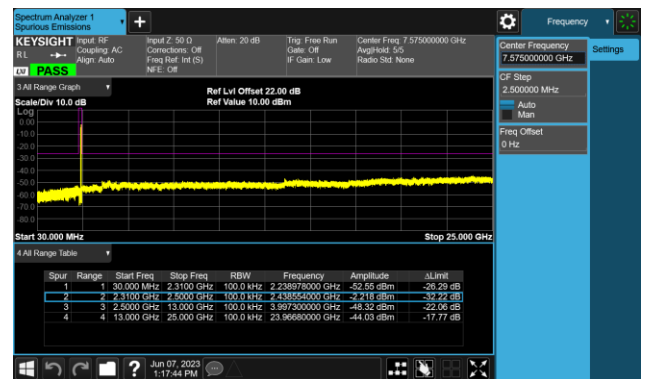 Spectrum Analyzer 1
Spurious Emissions
Frequency
KEYSIGHT
RL
PASS
Input: RF
Coupling: AC
Align: Auto
Input Z: 50 Ω
Corrections: Off
Freq Ref: Int (S)
NFE: Off
Atten: 20 dB
Trig: Free Run
Gate: Off
IF Gain: Low
Center Freq: 7.575000000 GHz
Avg|Hold: 5/5
Radio Std: None
Center Frequency
7.575000000 GHz
Settings
CF Step
2.500000 MHz
Auto
Man
Freq Offset
0 Hz
3 All Range Graph
Scale/Div 10.0 dB
Ref Lvl Offset 22.00 dB
Ref Value 10.00 dBm
Log
0.00
-10.0
-20.0
-30.0
-40.0
-50.0
-60.0
-70.0
-80.0
Start 30.000 MHz
Stop 25.000 GHz
4 All Range Table
Spur Range Start Freq Stop Freq RBW Frequency Amplitude ΔLimit
1 1 30.000 MHz 2.3100 GHz 100.0 kHz 2.238978000 GHz -52.55 dBm -26.29 dB
2 2 2.3100 GHz 2.5000 GHz 100.0 kHz 2.438554000 GHz -2.218 dBm -32.22 dB
3 3 2.5000 GHz 13.000 GHz 100.0 kHz 3.997300000 GHz -48.32 dBm -22.06 dB
4 4 13.000 GHz 25.000 GHz 100.0 kHz 23.96680000 GHz -44.03 dBm -17.77 dB
Jun 07, 2023
1:17:44 PM